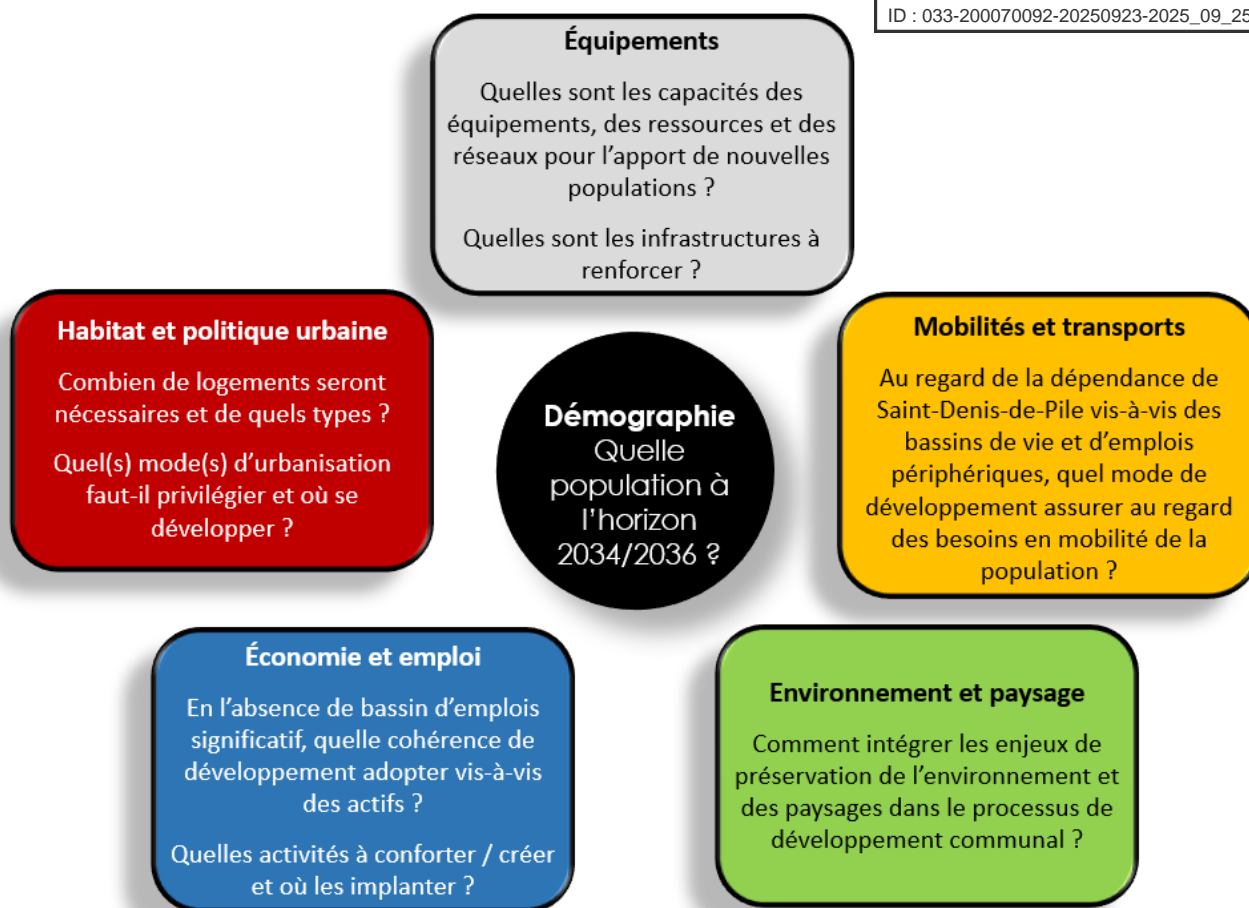 ID : 033-200070092-20250923-2025_09_25
Équipements
Quelles sont les capacités des
équipements, des ressources et des
réseaux pour l’apport de nouvelles
populations ?
Quelles sont les infrastructures à
renforcer ?
Habitat et politique urbaine
Combien de logements seront
nécessaires et de quels types ?
Quel(s) mode(s) d’urbanisation
faut-il privilégier et où se
développer ?
Démographie
Quelle
population à
l’horizon
2034/2036 ?
Mobilités et transports
Au regard de la dépendance de
Saint-Denis-de-Pile vis-à-vis des
bassins de vie et d’emplois
périphériques, quel mode de
développement assurer au regard
des besoins en mobilité de la
population ?
Économie et emploi
En l’absence de bassin d’emplois
significatif, quelle cohérence de
développement adopter vis-à-vis
des actifs ?
Quelles activités à conforter / créer
et où les implanter ?
Environnement et paysage
Comment intégrer les enjeux de
préservation de l’environnement et
des paysages dans le processus de
développement communal ?